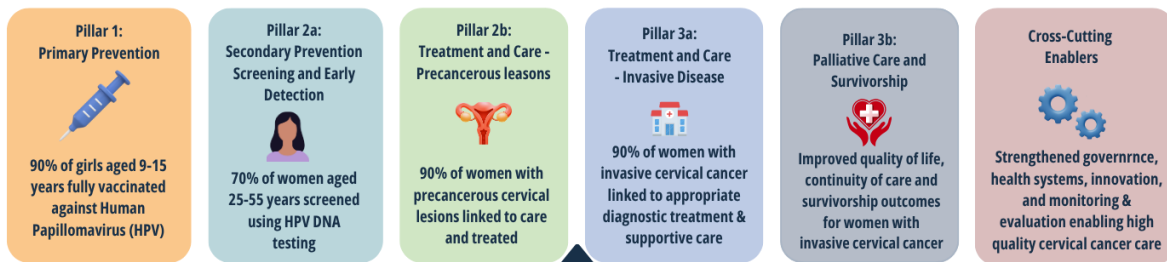 Pillar 1:
Primary Prevention
90% of girls aged 9-15
years fully vaccinated
against Human
Papillomavirus (HPV)
Pillar 2a:
Secondary Prevention
Screening and Early
Detection
70% of women aged
25-55 years screened
using HPV DNA
testing
Pillar 2b:
Treatment and Care -
Precancerous leasons
90% of women with
precancerous cervical
lesions linked to care
and treated
Pillar 3a:
Treatment and Care
- Invasive Disease
90% of women with
invasive cervical cancer
linked to appropriate
diagnostic treatment &
supportive care
Pillar 3b:
Palliative Care and
Survivorship
Improved quality of life,
continuity of care and
survivorship outcomes
for women with
invasive cervical cancer
Cross-Cutting
Enablers
Strengthened governrnce,
health systems, innovation,
and monitoring &
evaluation enabling high
quality cervical cancer care